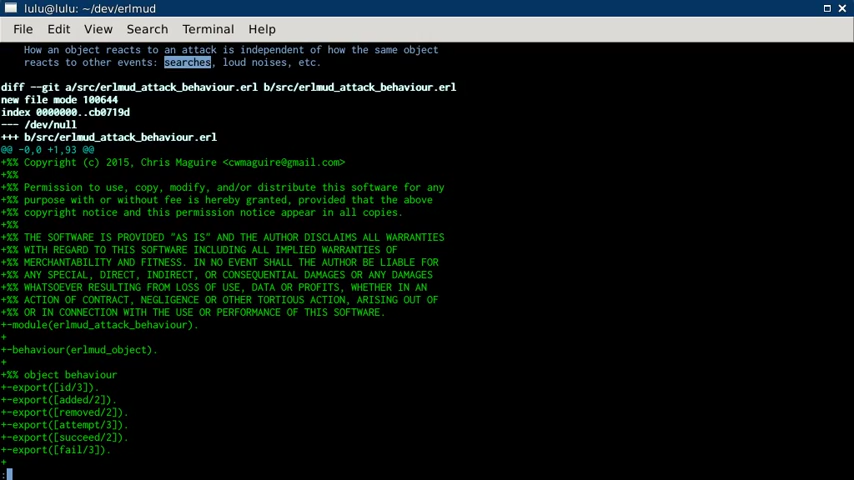 lulu@lulu: ~/dev/erlmud
File Edit View Search Terminal Help
How an object reacts to an attack is independent of how the same object
reacts to other events: searches, loud noises, etc.
diff --git a/src/erlmud_attack_behaviour.erl b/src/erlmud_attack_behaviour.erl
new file mode 100644
index 0000000..cb0719d
--- /dev/null
+++ b/src/erlmud_attack_behaviour.erl
@@ -0,0 +1,93 @@
+%% Copyright (c) 2015, Chris Maguire <cwmaguire@gmail.com>
+%%
+%% Permission to use, copy, modify, and/or distribute this software for any
+%% purpose with or without fee is hereby granted, provided that the above
+%% copyright notice and this permission notice appear in all copies.
+%%
+%% THE SOFTWARE IS PROVIDED "AS IS" AND THE AUTHOR DISCLAIMS ALL WARRANTIES
+%% WITH REGARD TO THIS SOFTWARE INCLUDING ALL IMPLIED WARRANTIES OF
+%% MERCHANTABILITY AND FITNESS. IN NO EVENT SHALL THE AUTHOR BE LIABLE FOR
+%% ANY SPECIAL, DIRECT, INDIRECT, OR CONSEQUENTIAL DAMAGES OR ANY DAMAGES
+%% WHATSOEVER RESULTING FROM LOSS OF USE, DATA OR PROFITS, WHETHER IN AN
+%% ACTION OF CONTRACT, NEGLIGENCE OR OTHER TORTIOUS ACTION, ARISING OUT OF
+%% OR IN CONNECTION WITH THE USE OR PERFORMANCE OF THIS SOFTWARE.
+-module(erlmud_attack_behaviour).
+
+-behaviour(erlmud_object).
+
+%% object behaviour
+-export([id/3]).
+-export([added/2]).
+-export([removed/2]).
+-export([attempt/3]).
+-export([succeed/2]).
+-export([fail/3]).
+
: